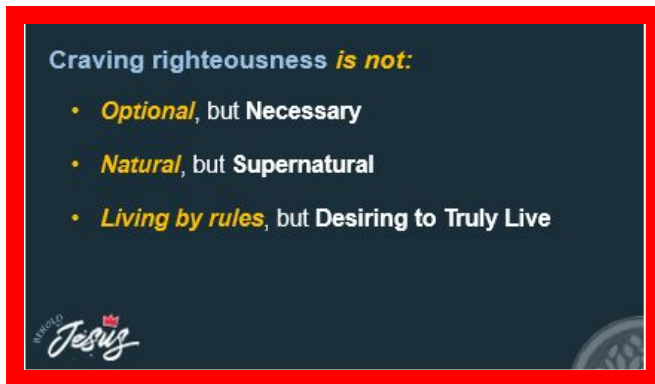 Craving righteousness is not:
• Optional, but Necessary
• Natural, but Supernatural
• Living by rules, but Desiring to Truly Live
BEHOLD
Jesus